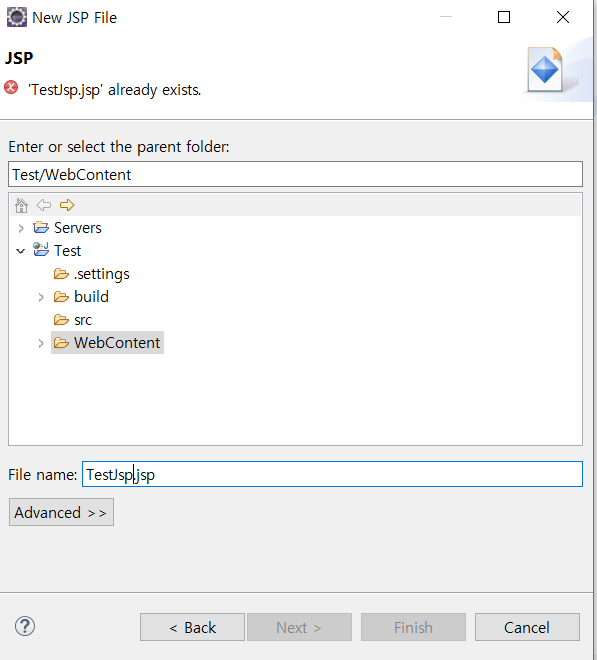 New JSP File
JSP
'TestJsp.jsp' already exists.
Enter or select the parent folder:
Test/WebContent
Servers
Test
.settings
build
src
WebContent
File name: TestJsp.jsp
Advanced >>
< Back Next > Finish Cancel